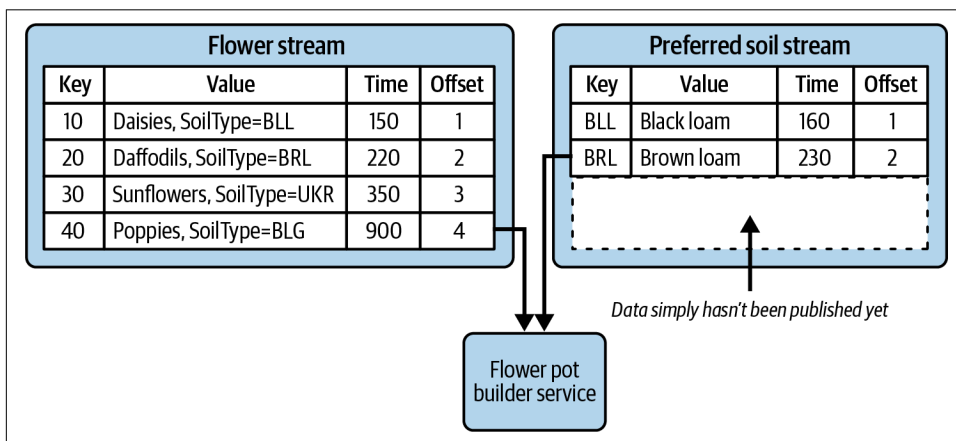 Flower stream
Key Value Time Offset
10 Daisies, SoilType=BLL 150 1
20 Daffodils, SoilType=BRL 220 2
30 Sunflowers, SoilType=UKR 350 3
40 Poppies, SoilType=BLG 900 4
Preferred soil stream
Key Value Time Offset
BLL Black loam 160 1
BRL Brown loam 230 2
Data simply hasn't been published yet
Flower pot
builder service